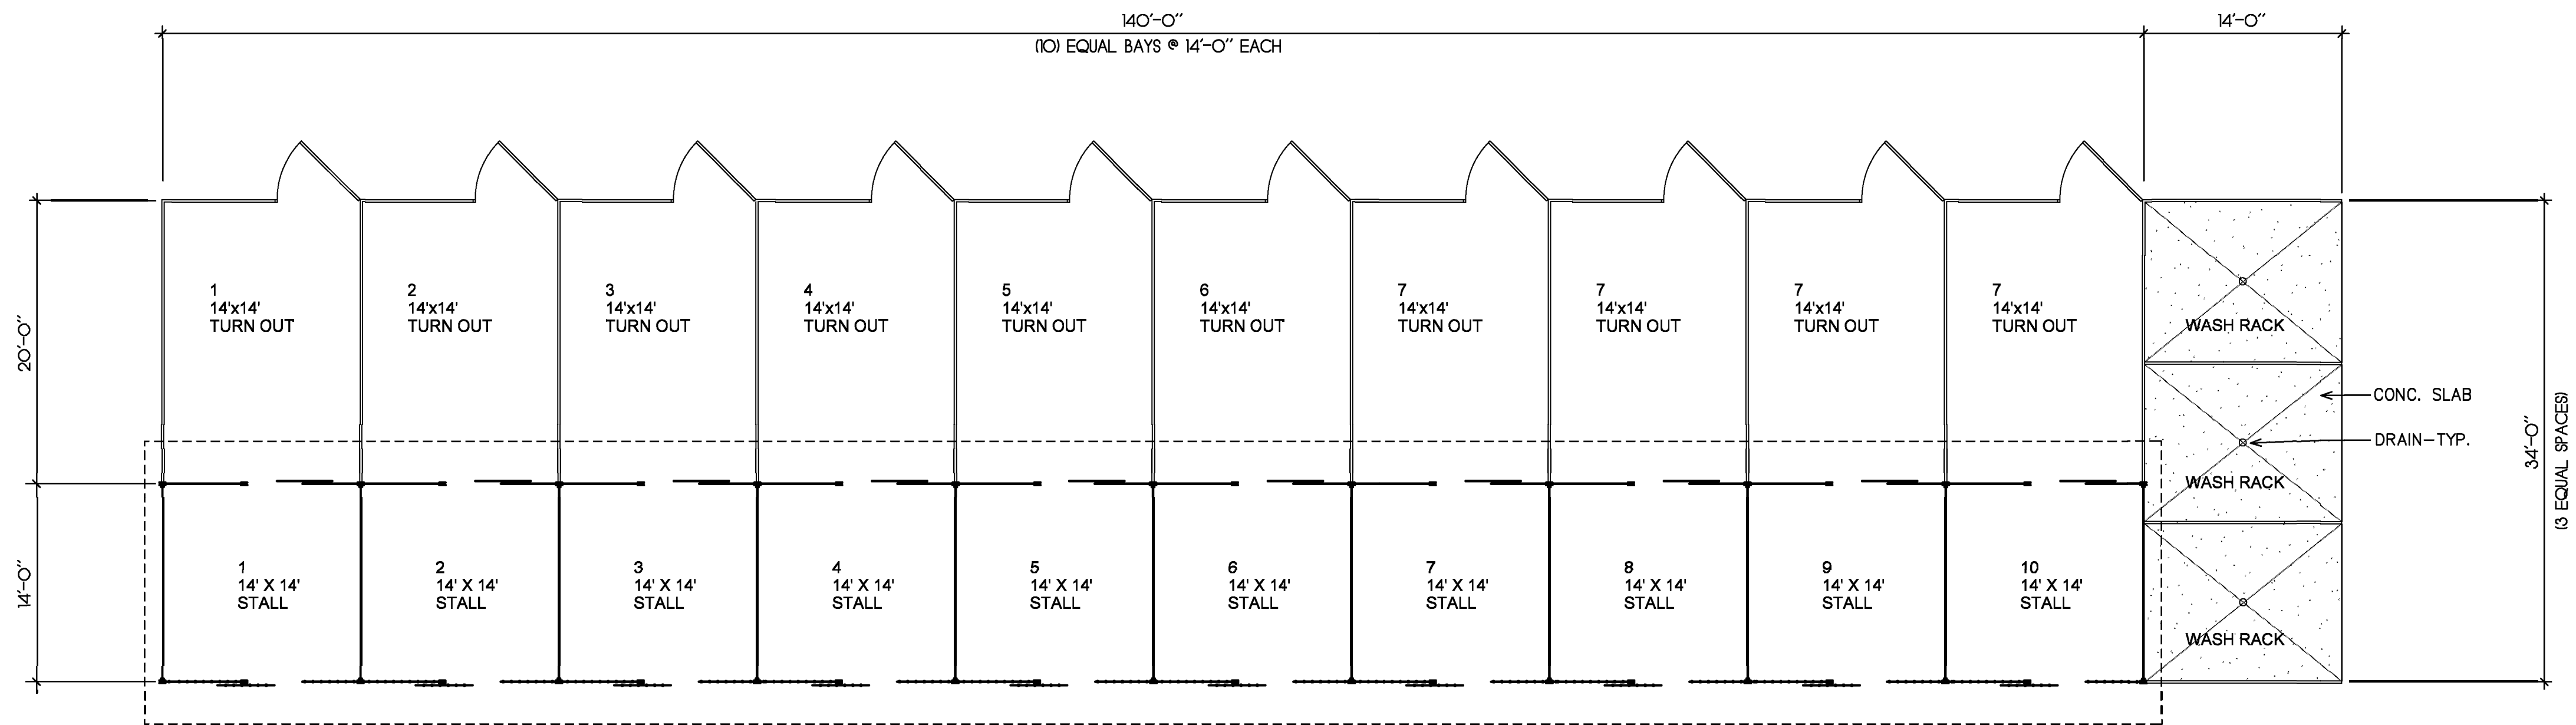 140'-0"
14'-0"
(10) EQUAL BAYS @ 14'-0" EACH
1
14'x14'
TURN OUT
2
14'x14'
TURN OUT
3
14'x14'
TURN OUT
4
14'x14'
TURN OUT
5
14'x14'
TURN OUT
6
14'x14'
TURN OUT
7
14'x14'
TURN OUT
7
14'x14'
TURN OUT
7
14'x14'
TURN OUT
7
14'x14'
TURN OUT
WASH RACK
20'-0"
CONC. SLAB
DRAIN-TYP.
34'-0"
(3 EQUAL SPACES)
WASH RACK
14'-0"
1
14' X 14'
STALL
2
14' X 14'
STALL
3
14' X 14'
STALL
4
14' X 14'
STALL
5
14' X 14'
STALL
6
14' X 14'
STALL
7
14' X 14'
STALL
8
14' X 14'
STALL
9
14' X 14'
STALL
10
14' X 14'
STALL
WASH RACK